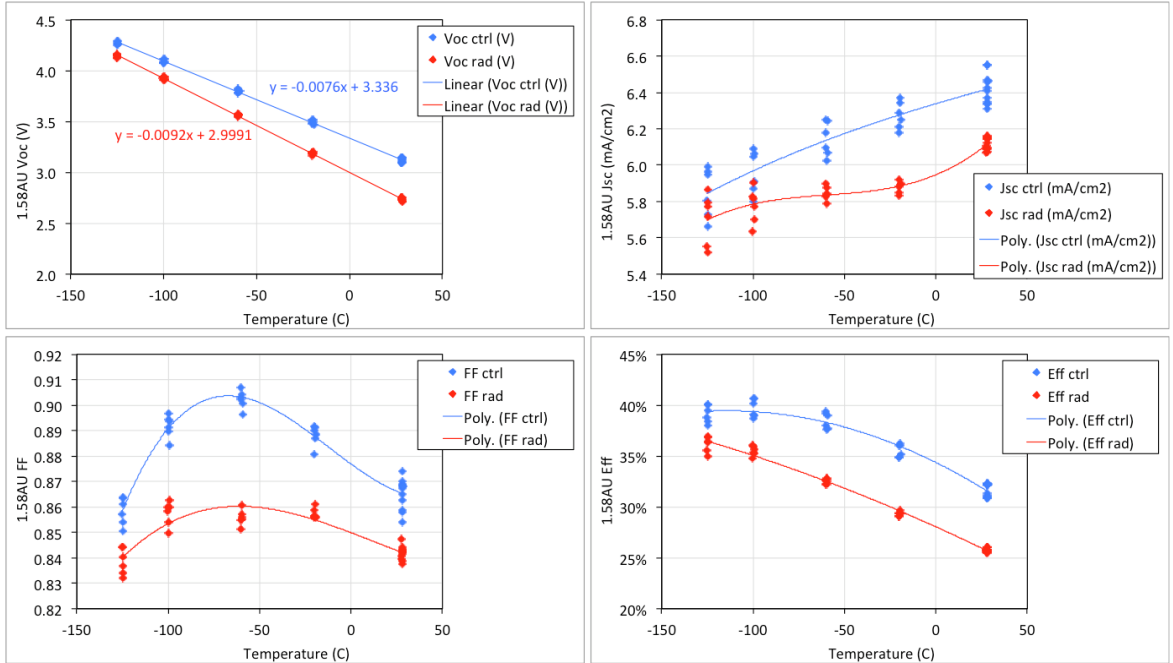 4.5
4.0
3.5
3.0
2.5
2.0
-150
-100
-50
0
50
1.58AU Voc (V)
Temperature (C)
y = -0.0076x + 3.336
y = -0.0092x + 2.9991
Voc ctrl (V)
Voc rad (V)
Linear (Voc ctrl (V))
Linear (Voc rad (V))
6.8
6.6
6.4
6.2
6.0
5.8
5.6
5.4
-150
-100
-50
0
50
1.58AU Jsc (mA/cm2)
Temperature (C)
Jsc ctrl (mA/cm2)
Jsc rad (mA/cm2)
Poly. (Jsc ctrl (mA/cm2))
Poly. (Jsc rad (mA/cm2))
0.92
0.91
0.90
0.89
0.88
0.87
0.86
0.85
0.84
0.83
0.82
-150
-100
-50
0
50
1.58AU FF
Temperature (C)
FF ctrl
FF rad
Poly. (FF ctrl)
Poly. (FF rad)
45%
40%
35%
30%
25%
20%
-150
-100
-50
0
50
1.58AU Eff
Temperature (C)
Eff ctrl
Eff rad
Poly. (Eff ctrl)
Poly. (Eff rad)